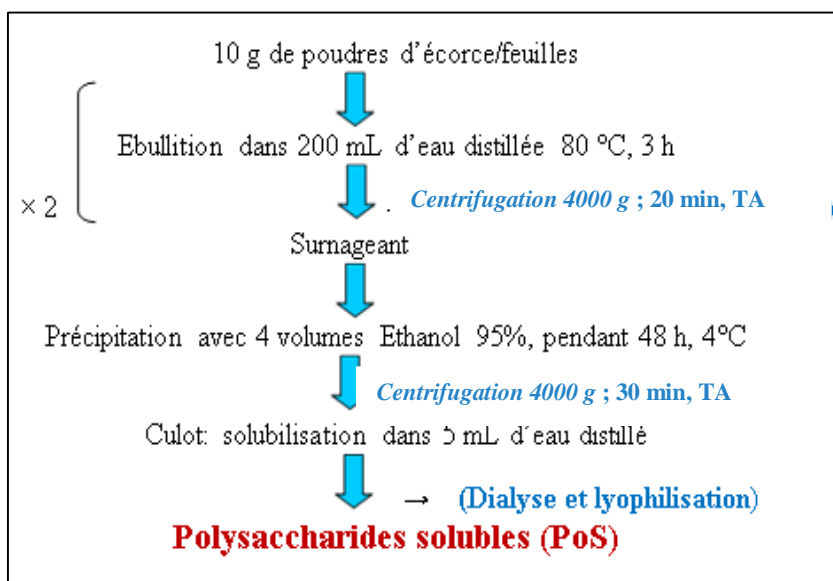 10 g de poudres d’écorce/feuilles
Ebullition dans 200 mL d’eau distillée 80 °C, 3 h
× 2
Centrifugation 4000 g ; 20 min, TA
Surnageant
Précipitation avec 4 volumes Ethanol 95%, pendant 48 h, 4°C
Centrifugation 4000 g ; 30 min, TA
Culot: solubilisation dans 5 mL d’eau distillé
→ (Dialyse et lyophilisation)
Polysaccharides solubles (PoS)